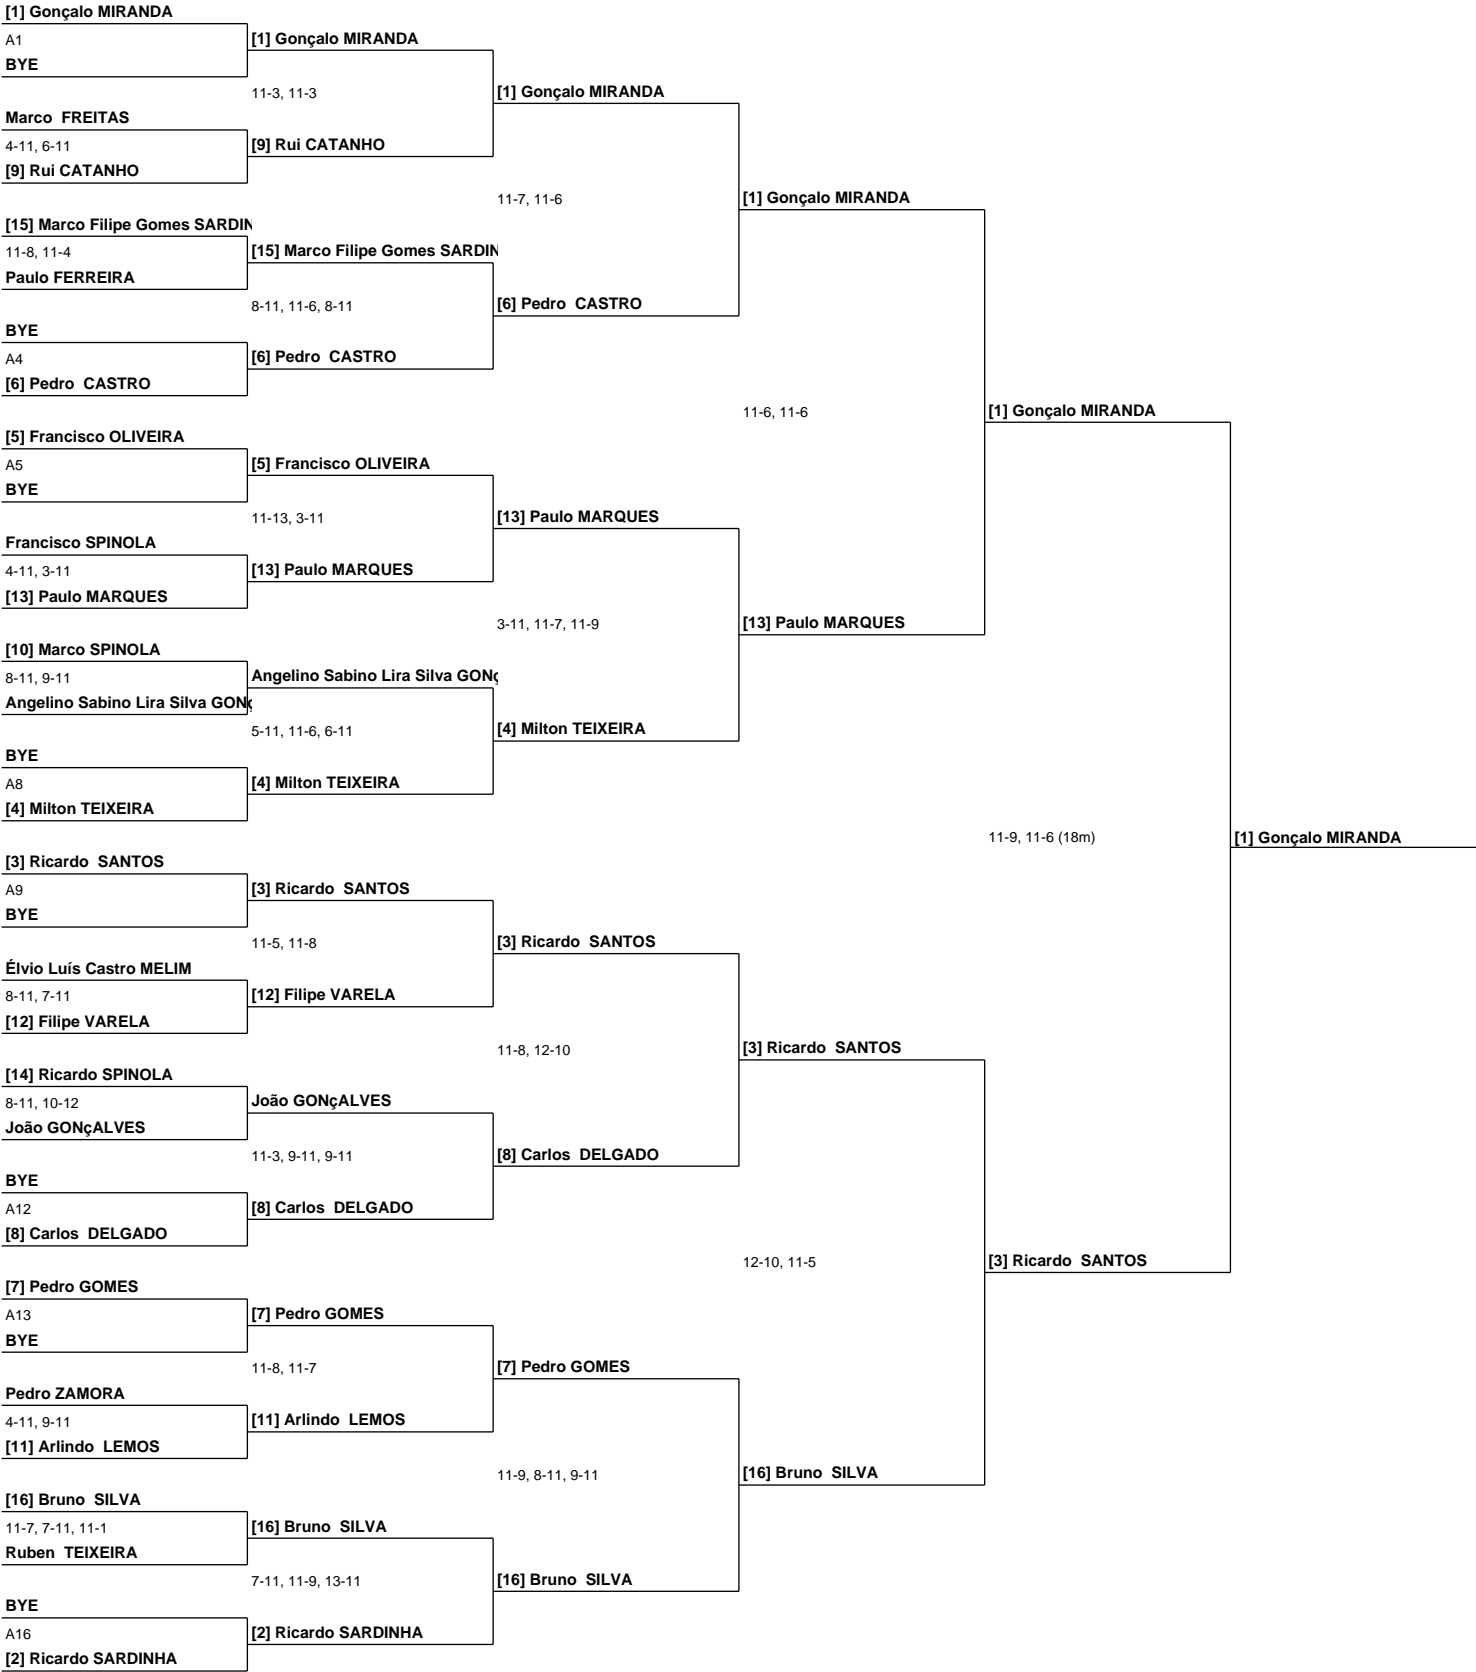 [1] Gonçalo MIRANDA
A1
[1] Gonçalo MIRANDA
BYE
11-3, 11-3
[1] Gonçalo MIRANDA
Marco  FREITAS
4-11, 6-11
[9] Rui CATANHO
[9] Rui CATANHO
11-7, 11-6
[1] Gonçalo MIRANDA
[15] Marco Filipe Gomes SARDIN
11-8, 11-4
[15] Marco Filipe Gomes SARDIN
Paulo FERREIRA
8-11, 11-6, 8-11
[6] Pedro  CASTRO
BYE
A4
[6] Pedro  CASTRO
[6] Pedro  CASTRO
11-6, 11-6
[1] Gonçalo MIRANDA
[5] Francisco OLIVEIRA
A5
[5] Francisco OLIVEIRA
BYE
11-13, 3-11
[13] Paulo MARQUES
Francisco SPINOLA
4-11, 3-11
[13] Paulo MARQUES
[13] Paulo MARQUES
3-11, 11-7, 11-9
[13] Paulo MARQUES
[10] Marco SPINOLA
8-11, 9-11
Angelino Sabino Lira Silva GONç
Angelino Sabino Lira Silva GONç
5-11, 11-6, 6-11
[4] Milton TEIXEIRA
BYE
A8
[4] Milton TEIXEIRA
[4] Milton TEIXEIRA
11-9, 11-6 (18m)
[1] Gonçalo MIRANDA
[3] Ricardo  SANTOS
A9
[3] Ricardo  SANTOS
BYE
11-5, 11-8
[3] Ricardo  SANTOS
Élvio Luís Castro MELIM
8-11, 7-11
[12] Filipe VARELA
[12] Filipe VARELA
11-8, 12-10
[3] Ricardo  SANTOS
[14] Ricardo SPINOLA
8-11, 10-12
João GONçALVES
João GONçALVES
11-3, 9-11, 9-11
[8] Carlos  DELGADO
BYE
A12
[8] Carlos  DELGADO
[8] Carlos  DELGADO
12-10, 11-5
[3] Ricardo  SANTOS
[7] Pedro GOMES
A13
[7] Pedro GOMES
BYE
11-8, 11-7
[7] Pedro GOMES
Pedro ZAMORA
4-11, 9-11
[11] Arlindo  LEMOS
[11] Arlindo  LEMOS
11-9, 8-11, 9-11
[16] Bruno  SILVA
[16] Bruno  SILVA
11-7, 7-11, 11-1
[16] Bruno  SILVA
Ruben  TEIXEIRA
7-11, 11-9, 13-11
[16] Bruno  SILVA
BYE
A16
[2] Ricardo SARDINHA
[2] Ricardo SARDINHA